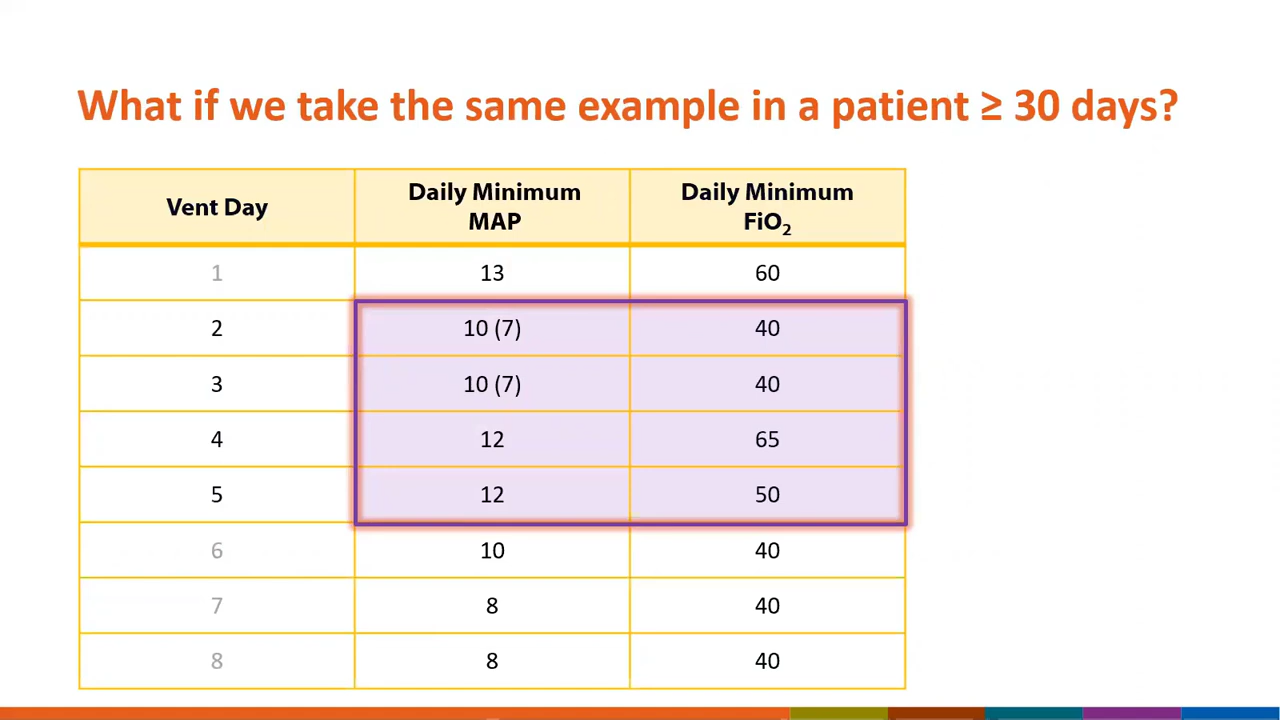 What if we take the same example in a patient ≥ 30 days?
Vent Day
Daily Minimum
MAP
Daily Minimum
FiO₂
1 13 60
2 10 (7) 40
3 10 (7) 40
4 12 65
5 12 50
6 10 40
7 8 40
8 8 40